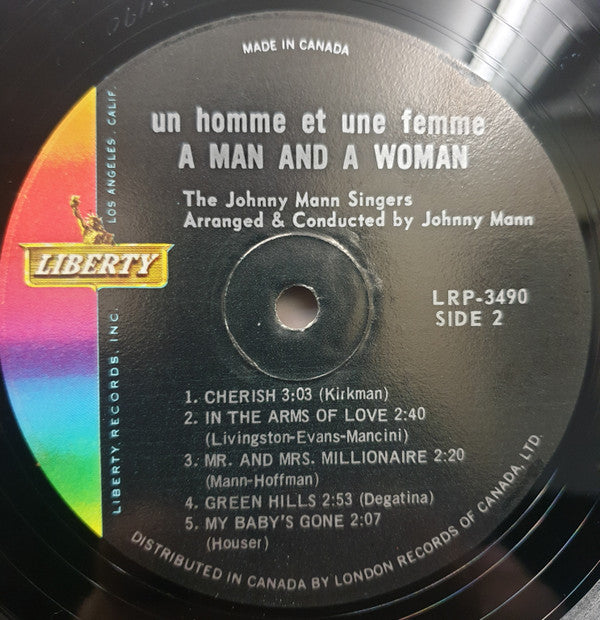 MADE IN CANADA
un homme et une femme
A MAN AND A WOMAN
The Johnny Mann Singers
Arranged & Conducted by Johnny Mann
LIBERTY
LIBERTY RECORDS, INC.
LOS ANGELES, CALIF.
LRP-3490
SIDE 2
1. CHERISH 3:03 (Kirkman)
2. IN THE ARMS OF LOVE 2:40
(Livingston-Evans-Mancini)
3. MR. AND MRS. MILLIONAIRE 2:20
(Mann-Hoffman)
4. GREEN HILLS 2:53 (Degatina)
5. MY BABY'S GONE 2:07
(Houser)
DISTRIBUTED IN CANADA BY LONDON RECORDS OF CANADA, LTD.